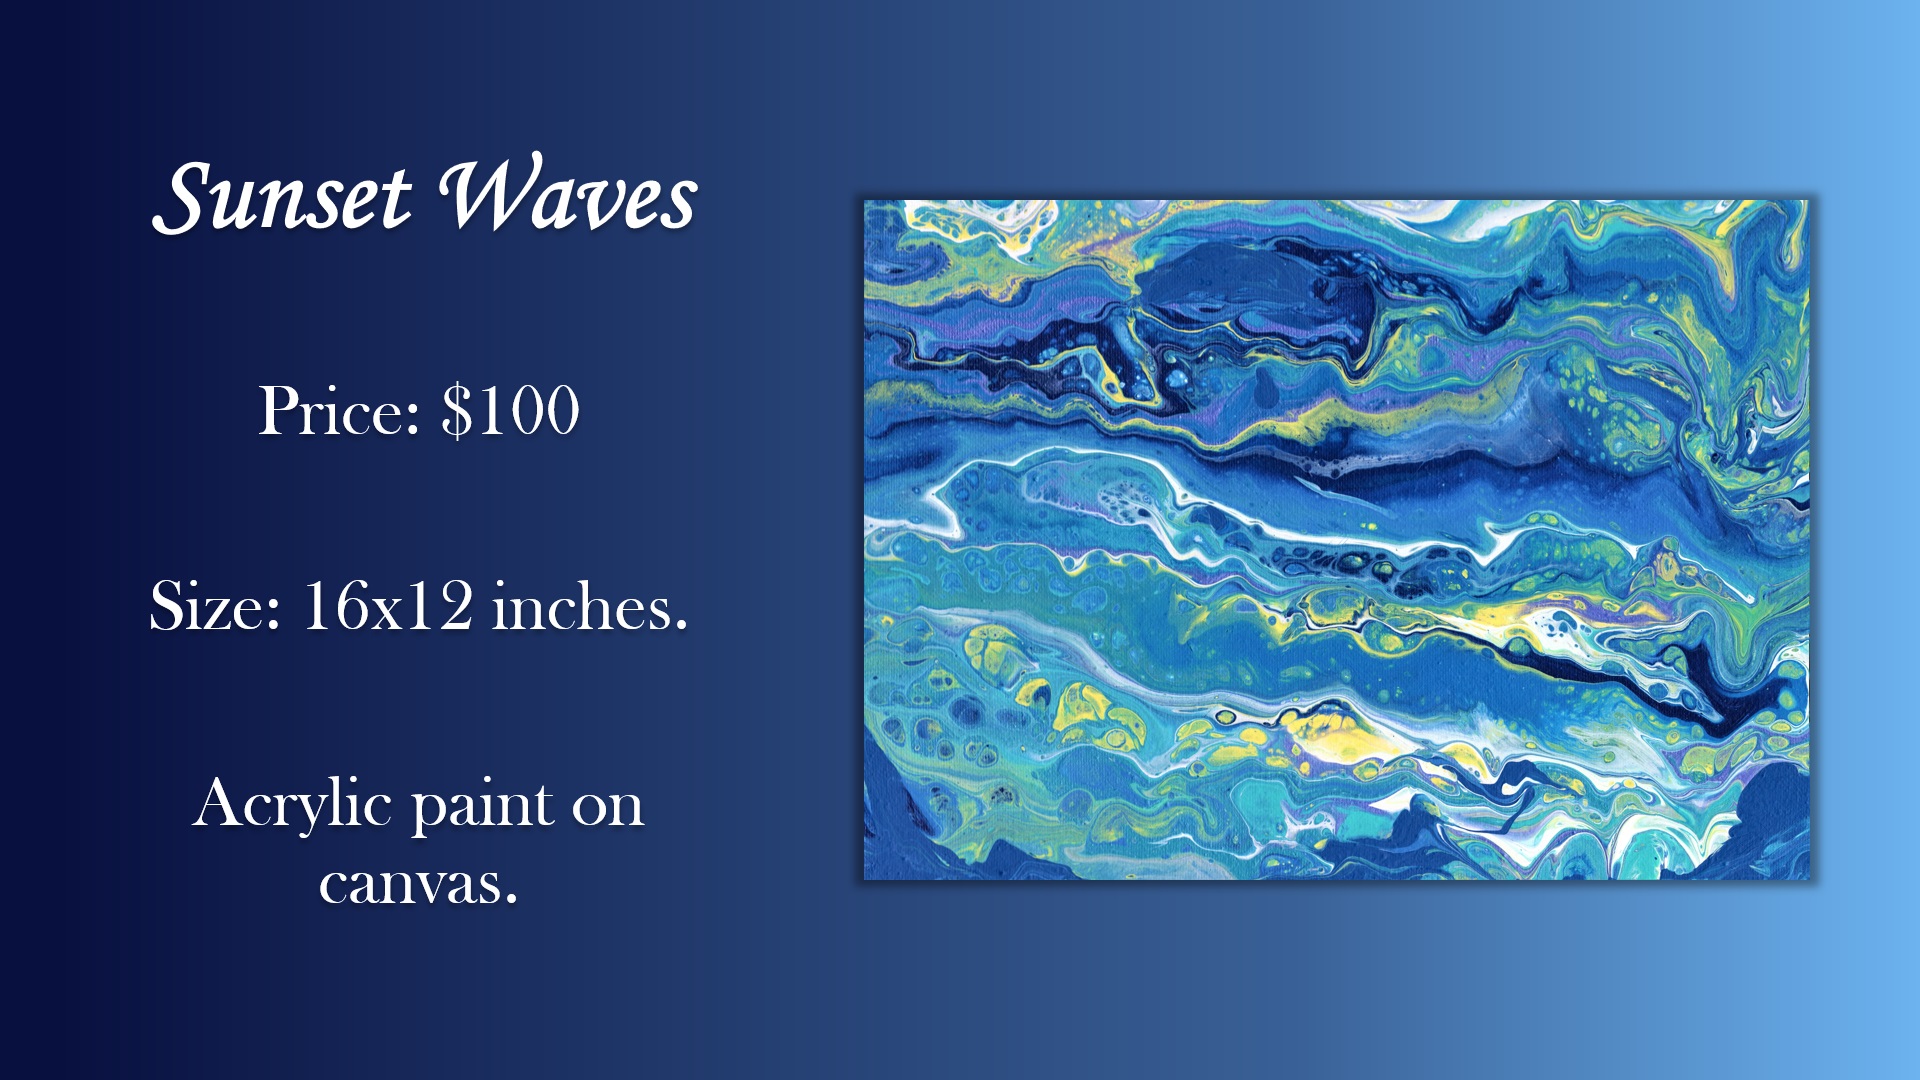 Sunset Waves
Price: $100
Size: 16x12 inches.
Acrylic paint on
canvas.